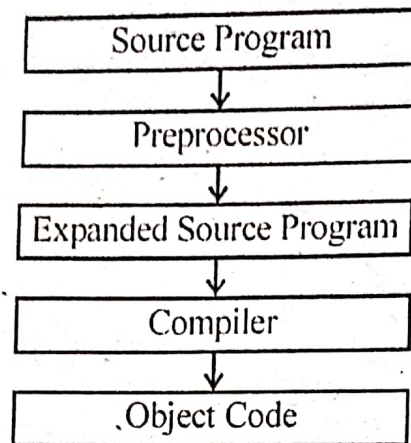 Source Program
Preprocessor
Expanded Source Program
Compiler
Object Code